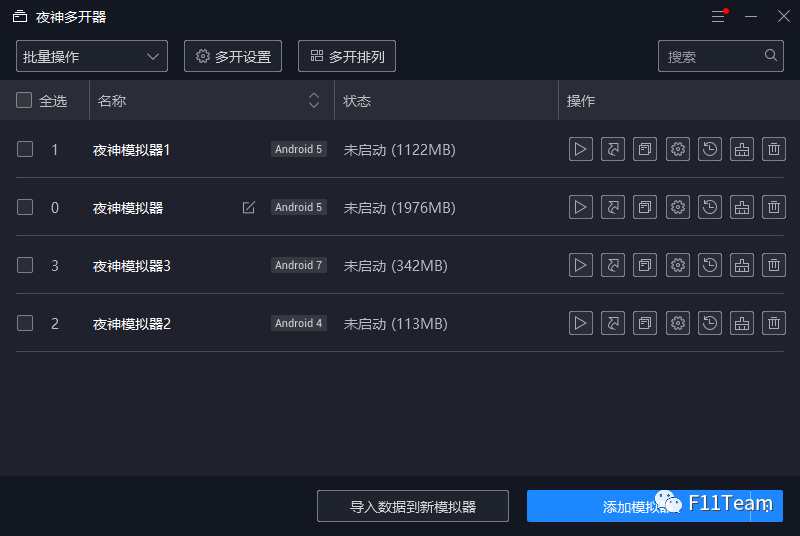 夜神多开器
批量操作 多开设置 多开排列 搜索
全选 名称 状态 操作
1 夜神模拟器1 Android 5 未启动 (1122MB)
0 夜神模拟器 Android 5 未启动 (1976MB)
3 夜神模拟器3 Android 7 未启动 (342MB)
2 夜神模拟器2 Android 4 未启动 (113MB)
导入数据到新模拟器 添加模拟器
F11Team